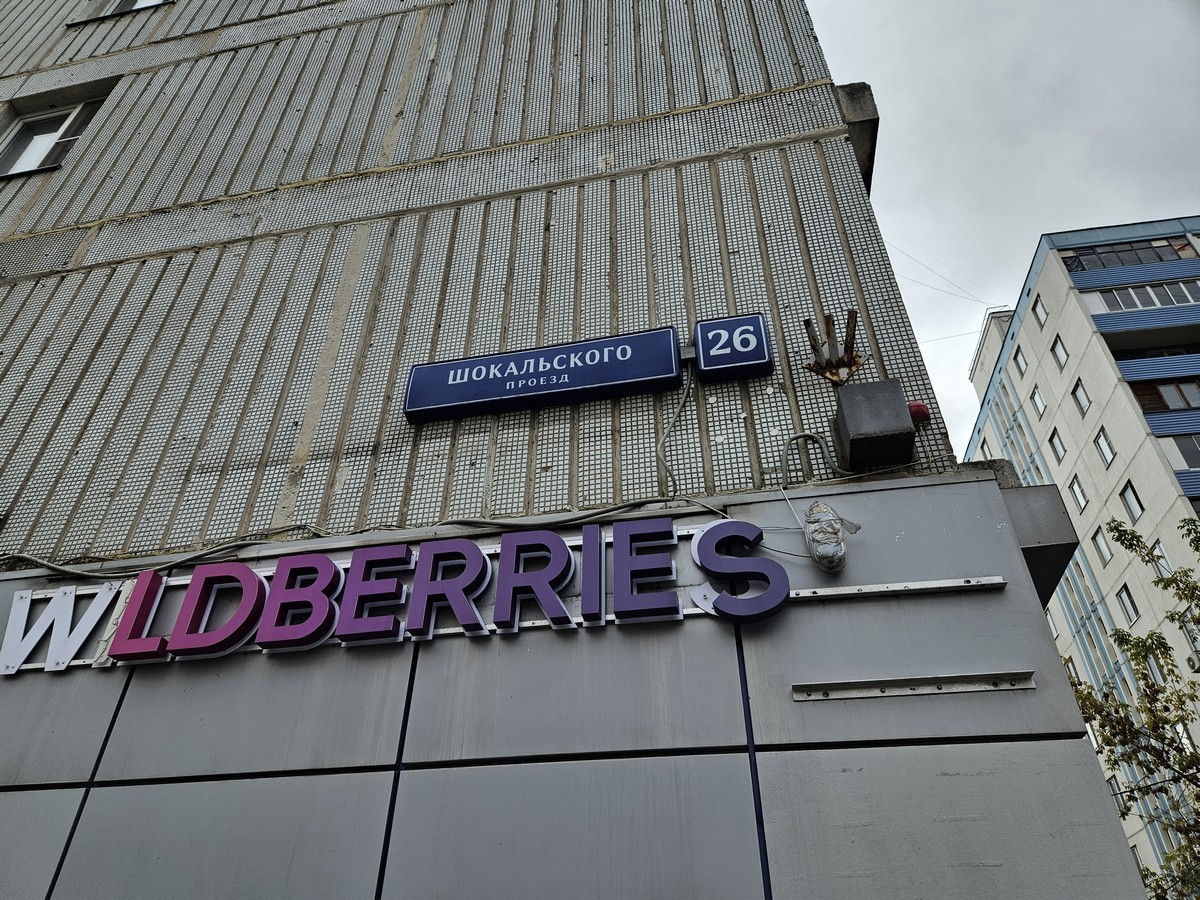 ШОКАЛЬСКОГО
ПРОЕЗД
26
WLDBERRIES